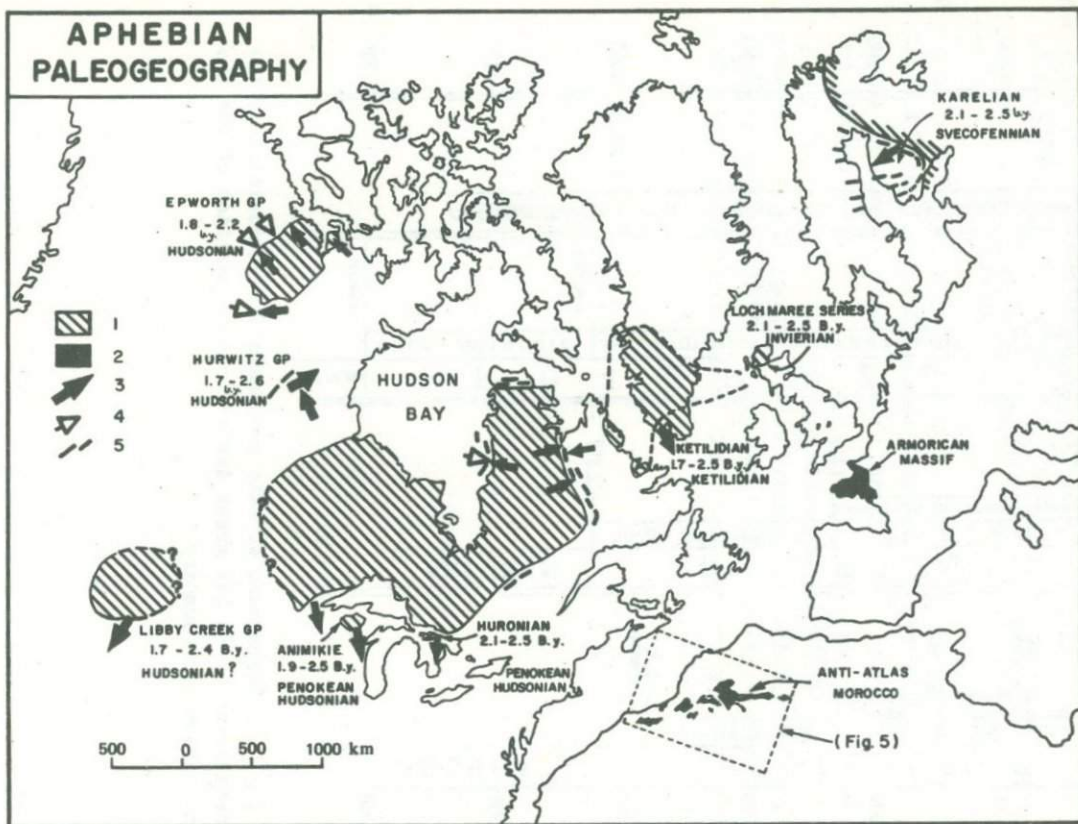 APHEBIAN
PALEOGEOGRAPHY
KARELIAN
2.1 – 2.5 b.y.
SVECOFENNIAN
EPWORTH GP
1.8 – 2.2
b.y.
HUDSONIAN
1
2
3
4
5
HURWITZ GP
1.7 – 2.6
b.y.
HUDSONIAN
HUDSON
BAY
LOCH MAREE SERIES
2.1 – 2.5 B.y.
INVIERIAN
KETILIDIAN
1.7 – 2.5 B.y.
KETILIDIAN
ARMORICAN
MASSIF
LIBBY CREEK GP
1.7 – 2.4 B.y.
HUDSONIAN ?
?
?
?
?
ANIMIKIE
1.9 – 2.5 B.y.
PENOKEAN
HUDSONIAN
HURONIAN
2.1 – 2.5 B.y.
PENOKEAN
HUDSONIAN
ANTI – ATLAS
MOROCCO
(Fig. 5)
500 0 500 1000 km